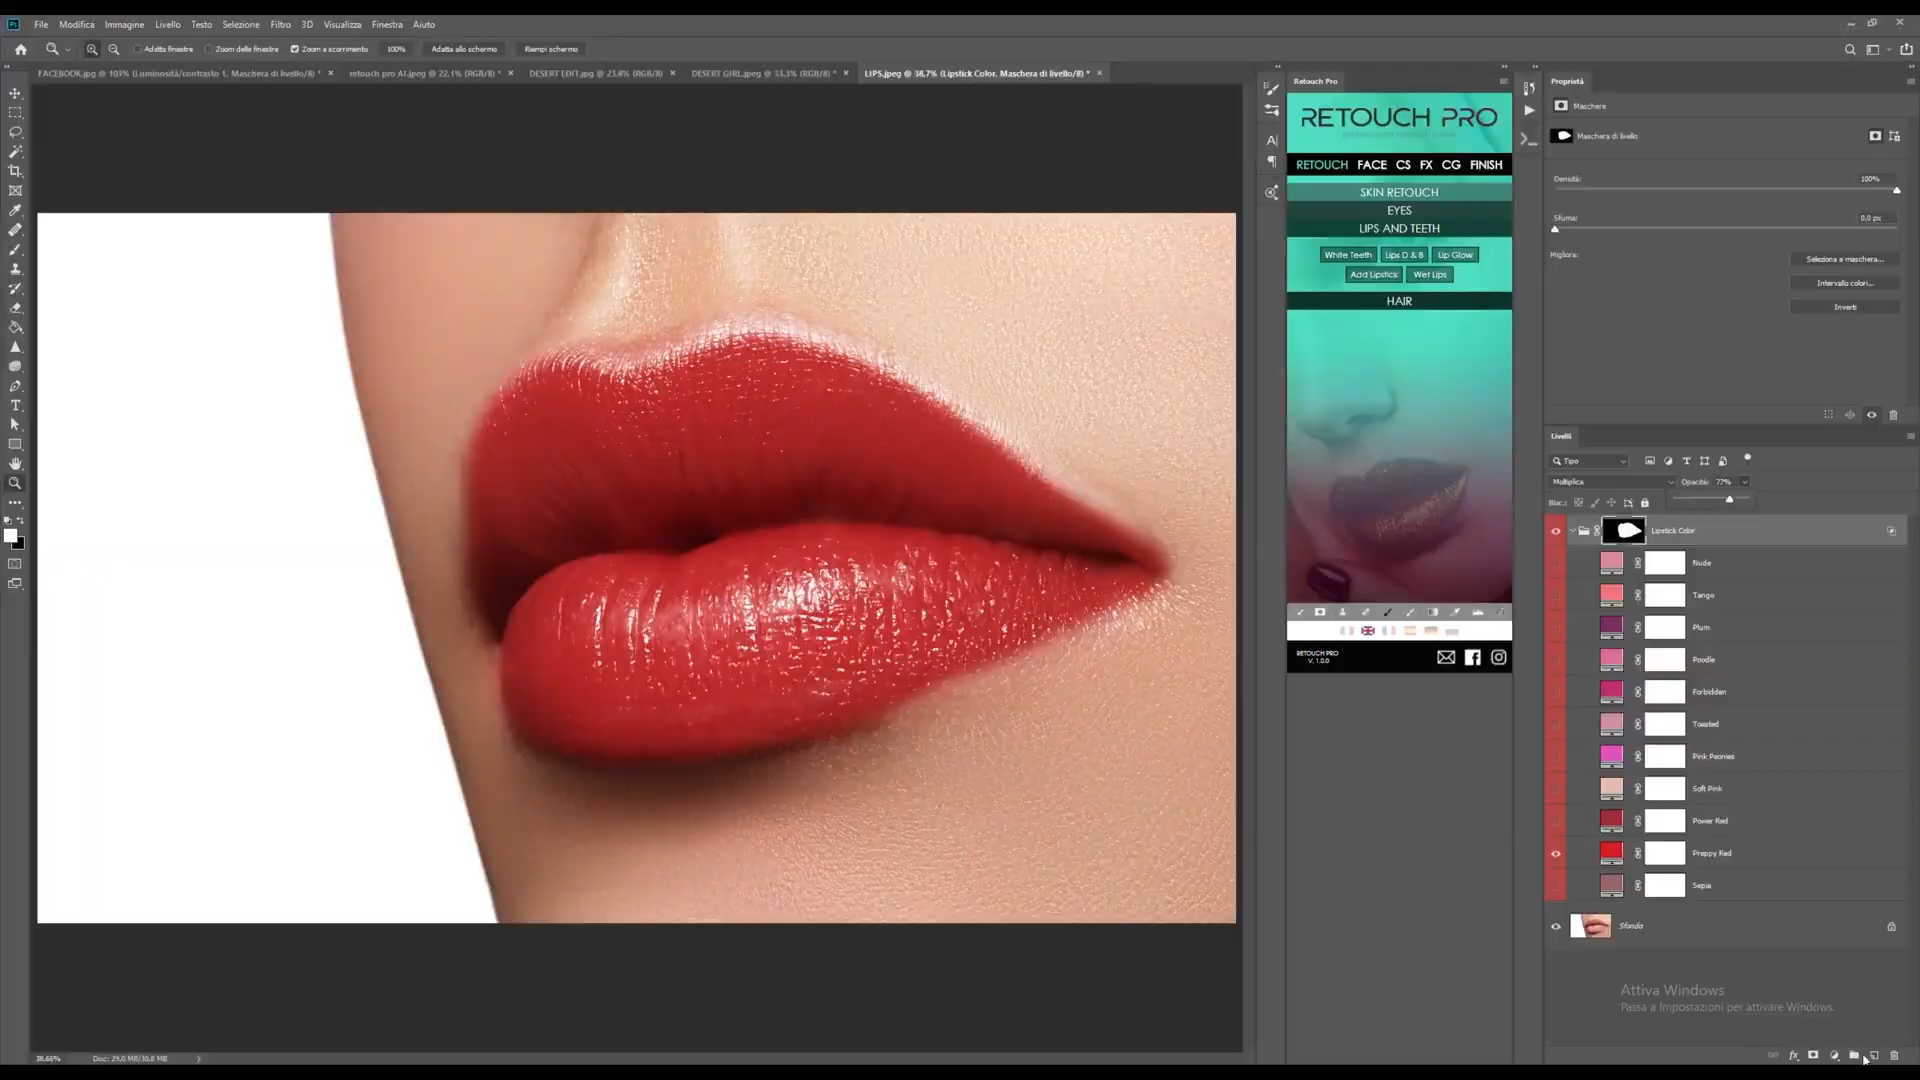 File Modifica Immagine Livello Testo Selezione Filtro 3D Visualizza Finestra Aiuto
Adatta finestre Zoom delle finestre Zoom a scorrimento 100% Adatta allo schermo Riempi schermo
FACEBOOK.jpg @ 103% (Luminosità/contrasto 1, Maschera di livello/8) * retouch pro AI.jpeg @ 22,1% (RGB/8) * DESERT EDIT.jpg @ 23,8% (RGB/8) DESERT GIRL.jpeg @ 33,3% (RGB/8) * LIPS.jpeg @ 38,7% (Lipstick Color, Maschera di livello/8) *
Retouch Pro
RETOUCH PRO
RETOUCH FACE CS FX CG FINISH
SKIN RETOUCH
EYES
LIPS AND TEETH
White Teeth Lips D & B Lip Glow
Add Lipstick Wet Lips
HAIR
RETOUCH PRO
V. 1.0.0
Proprietà
Maschere
Maschera di livello
Densità: 100%
Sfuma: 0,0 px
Migliora:
Seleziona e maschera...
Intervallo colori...
Inverti
Livelli
Tipo
Moltiplica Opacità: 77%
Bloc.:
Lipstick Color
Nude
Tango
Plum
Poodle
Forbidden
Toasted
Pink Peonies
Soft Pink
Power Red
Preppy Red
Sepia
Sfondo
Attiva Windows
Passa a Impostazioni per attivare Windows.
38,66% Doc: 29,0 MB/30,8 MB